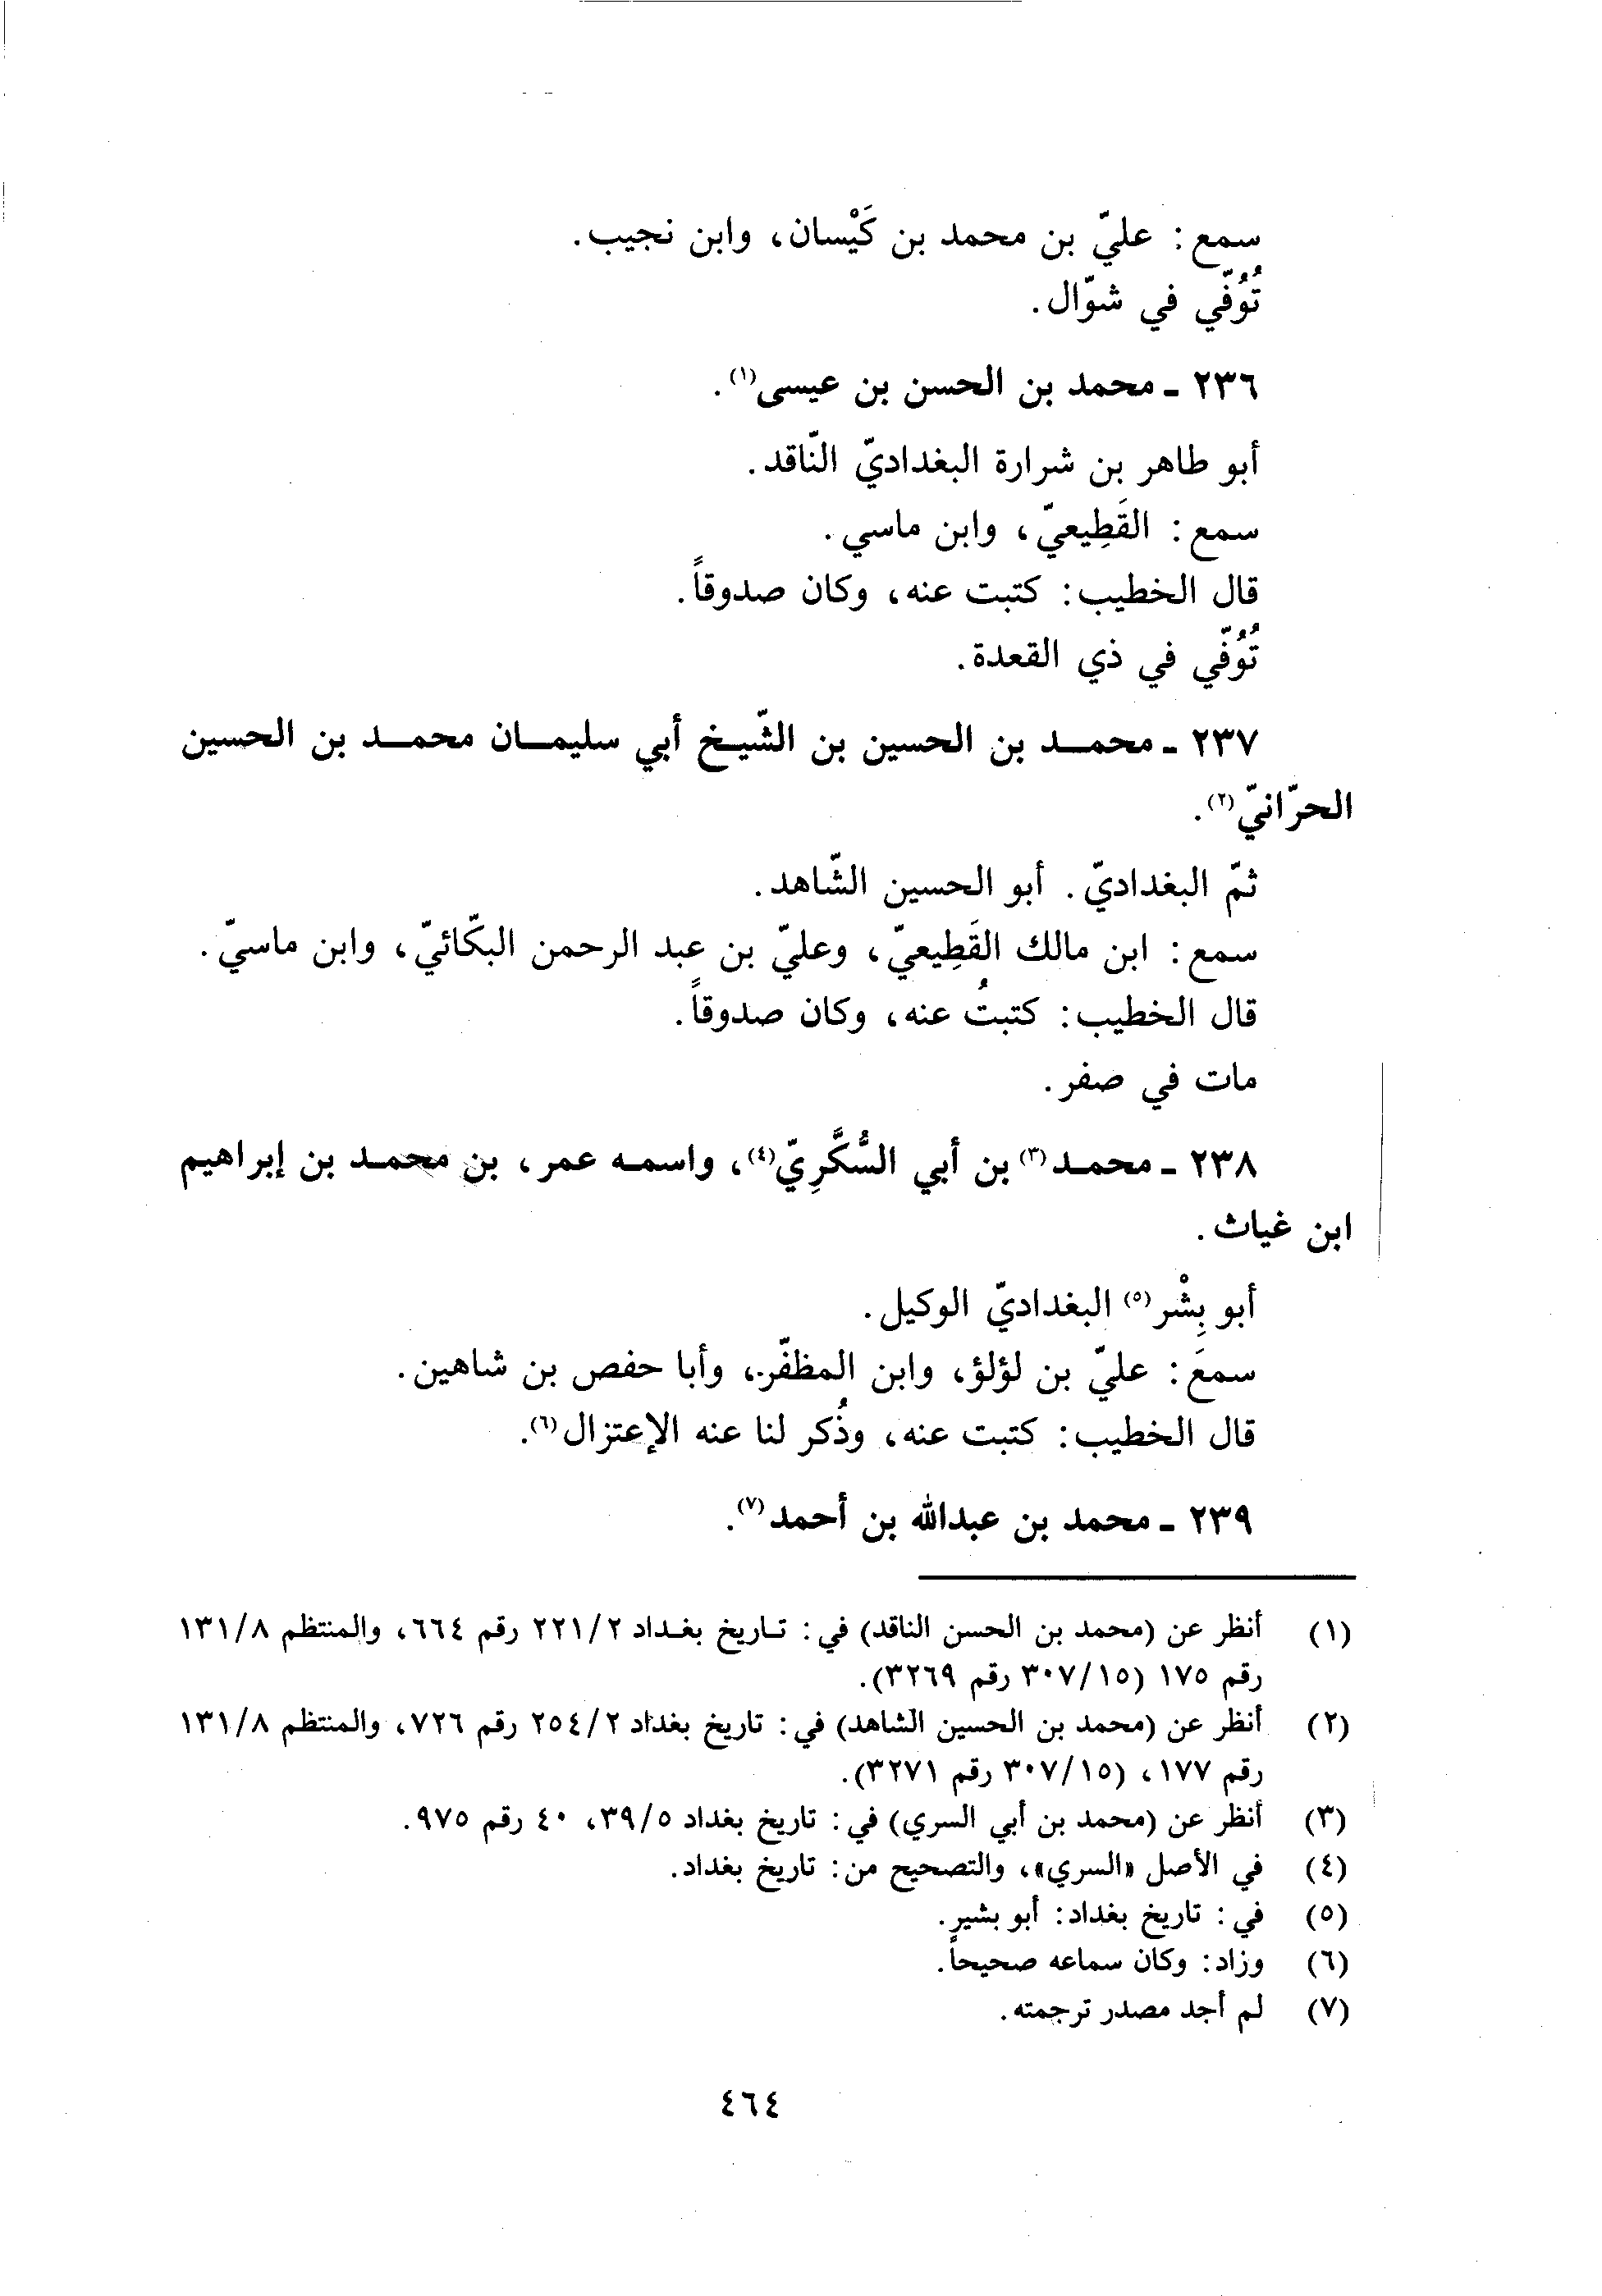 سمع: عليّ بن محمد بن كَيْسان، وابن نجيب.
تُوُفّي في شوّال.
٢٣٦ ـ محمد بن الحسن بن عيسى(١).
أبو طاهر بن شرارة البغداديّ النّاقد.
سمع: القَطِيعيّ، وابن ماسي.
قال الخطيب: كتبت عنه، وكان صدوقاً.
تُوُفّي في ذي القعدة.
٢٣٧ ـ محمد بن الحسين بن الشّيخ أبي سليمان محمد بن الحسين
الحرّانيّ(٢).
ثمّ البغداديّ. أبو الحسين الشّاهد.
سمع: ابن مالك القَطِيعيّ، وعليّ بن عبد الرحمن البكّائيّ، وابن ماسيّ.
قال الخطيب: كتبتُ عنه، وكان صدوقاً.
مات في صفر.
٢٣٨ ـ محمد(٣) بن أبي السُّكَّرِيّ(٤)، واسمه عمر، بن محمد بن إبراهيم
ابن غياث.
أبو بِشْر(٥) البغداديّ الوكيل.
سمعَ: عليّ بن لؤلؤ، وابن المظفّر، وأبا حفص بن شاهين.
قال الخطيب: كتبت عنه، وذُكر لنا عنه الإعتزال(٦).
٢٣٩ ـ محمد بن عبدالله بن أحمد(٧).
(١) أنظر عن (محمد بن الحسن الناقد) في: تاريخ بغداد ٢/٢٢١ رقم ٦٦٤، والمنتظم ٨/١٣١
رقم ١٧٥ (١٥/٣٠٧ رقم ٣٢٦٩).
(٢) أنظر عن (محمد بن الحسين الشاهد) في: تاريخ بغداد ٢/٢٥٤ رقم ٧٢٦، والمنتظم ٨/١٣١
رقم ١٧٧، (١٥/٣٠٧ رقم ٣٢٧١).
(٣) أنظر عن (محمد بن أبي السري) في: تاريخ بغداد ٥/٣٩، ٤٠ رقم ٩٧٥.
(٤) في الأصل «السري»، والتصحيح من: تاريخ بغداد.
(٥) في: تاريخ بغداد: أبو بشير.
(٦) وزاد: وكان سماعه صحيحاً.
(٧) لم أجد مصدر ترجمته.
٤٦٤